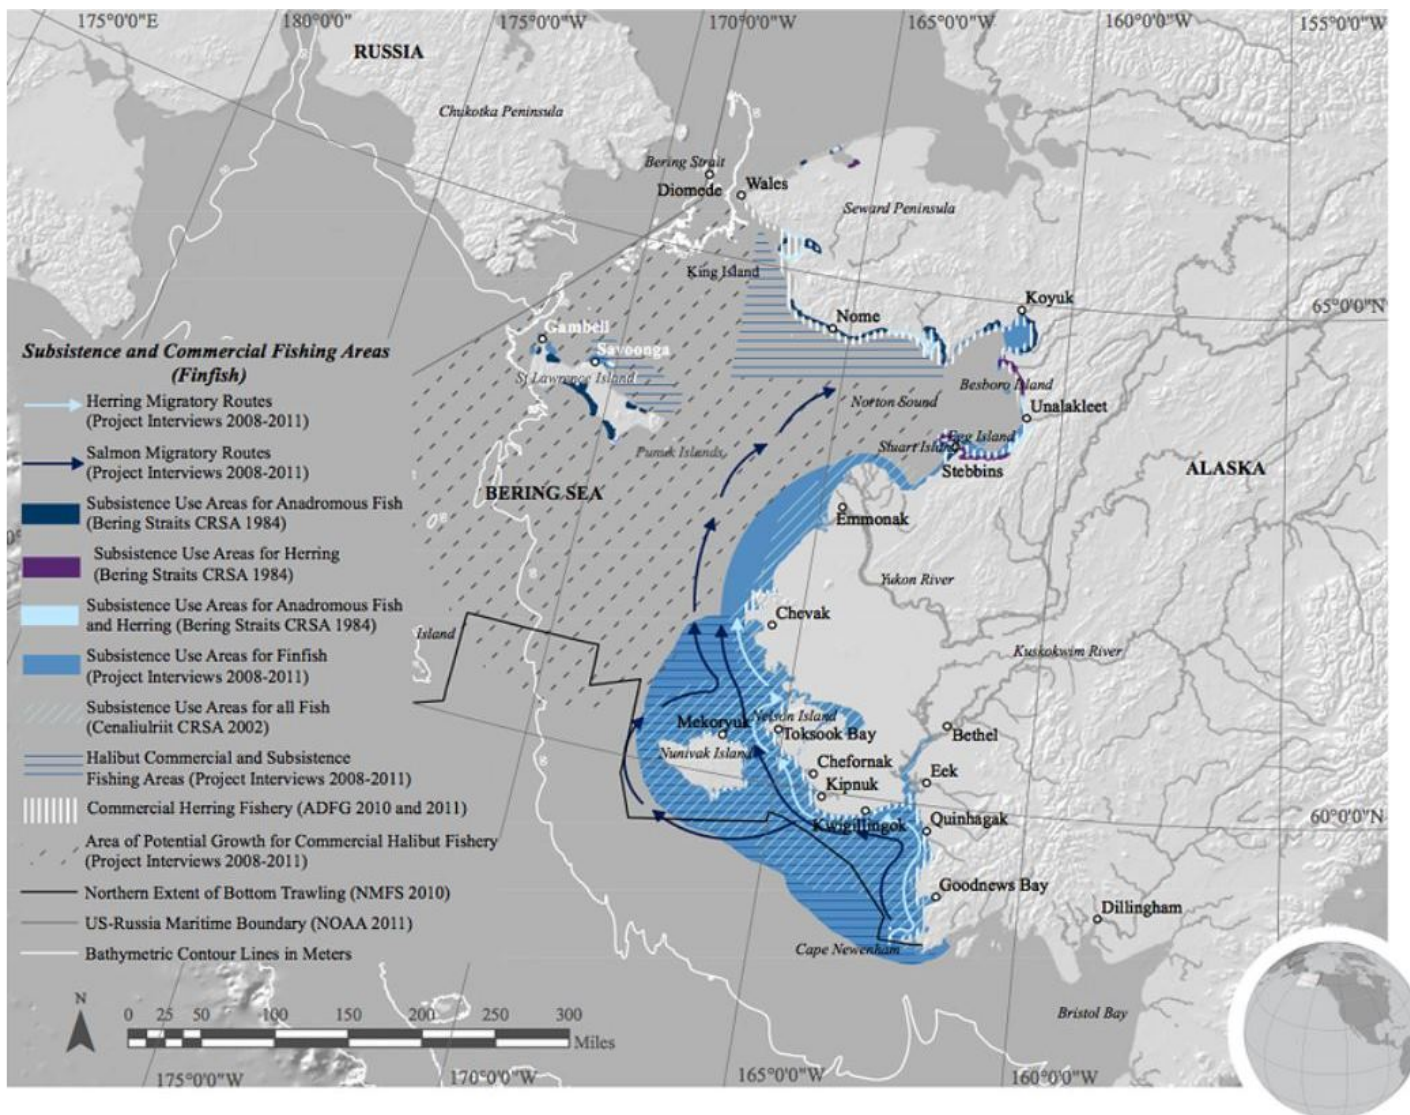 175°0'0"E
180°0'0"
175°0'0"W
170°0'0"W
165°0'0"W
160°0'0"W
155°0'0"W
RUSSIA
Chukotka Peninsula
Bering Strait
Diomede
Wales
Seward Peninsula
King Island
Koyuk
65°0'0"N
Nome
Gambell
Savoonga
St Lawrence Island
Besboro Island
Norton Sound
Unalakleet
Egg Island
Stuart Island
Stebbins
Punuk Islands
ALASKA
BERING SEA
Emmonak
Yukon River
Chevak
Island
Kuskokwim River
Mekoryuk
Nelson Island
Toksook Bay
Bethel
Nunivak Island
Chefornak
Eek
Kipnuk
Kwigillingok
Quinhagak
60°0'0"N
Goodnews Bay
Dillingham
Cape Newenham
Bristol Bay
Subsistence and Commercial Fishing Areas
(Finfish)
Herring Migratory Routes
(Project Interviews 2008-2011)
Salmon Migratory Routes
(Project Interviews 2008-2011)
Subsistence Use Areas for Anadromous Fish
(Bering Straits CRSA 1984)
Subsistence Use Areas for Herring
(Bering Straits CRSA 1984)
Subsistence Use Areas for Anadromous Fish
and Herring (Bering Straits CRSA 1984)
Subsistence Use Areas for Finfish
(Project Interviews 2008-2011)
Subsistence Use Areas for all Fish
(Cenaliulriit CRSA 2002)
Halibut Commercial and Subsistence
Fishing Areas (Project Interviews 2008-2011)
Commercial Herring Fishery (ADFG 2010 and 2011)
Area of Potential Growth for Commercial Halibut Fishery
(Project Interviews 2008-2011)
Northern Extent of Bottom Trawling (NMFS 2010)
US-Russia Maritime Boundary (NOAA 2011)
Bathymetric Contour Lines in Meters
N
0 25 50 100 150 200 250 300
Miles
175°0'0"W
170°0'0"W
165°0'0"W
160°0'0"W